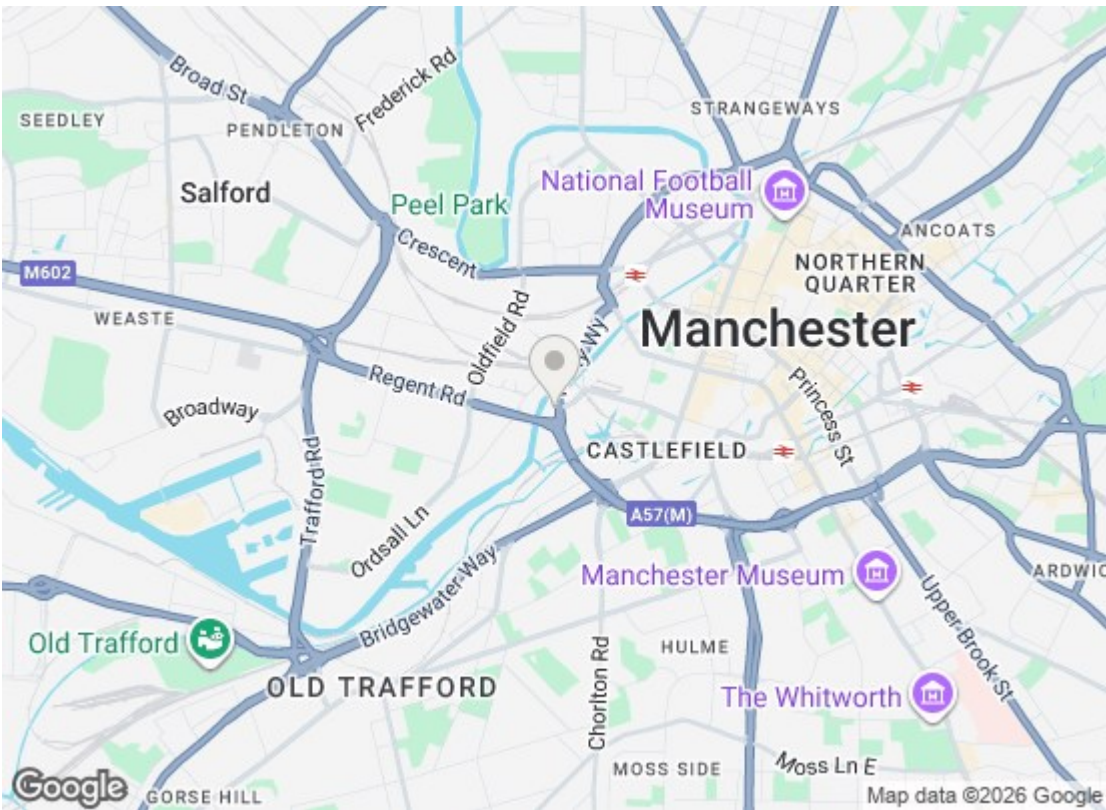 Broad St
Frederick Rd
STRANGEWAYS
SEEDLEY
PENDLETON
National Football
Museum
Salford
Peel Park
ANCOATS
Crescent
NORTHERN
QUARTER
M602
WEASTE
Oldfield Rd
Manchester
Regent Rd
Princess St
Broadway
CASTLEFIELD
Trafford Rd
A57(M)
Ordsall Ln
Bridgewater Way
Manchester Museum
ARDWIC
Upper Brook St
Old Trafford
HULME
Chorlton Rd
OLD TRAFFORD
The Whitworth
MOSS SIDE
Moss Ln E
Google
GORSE HILL
Map data ©2026 Google